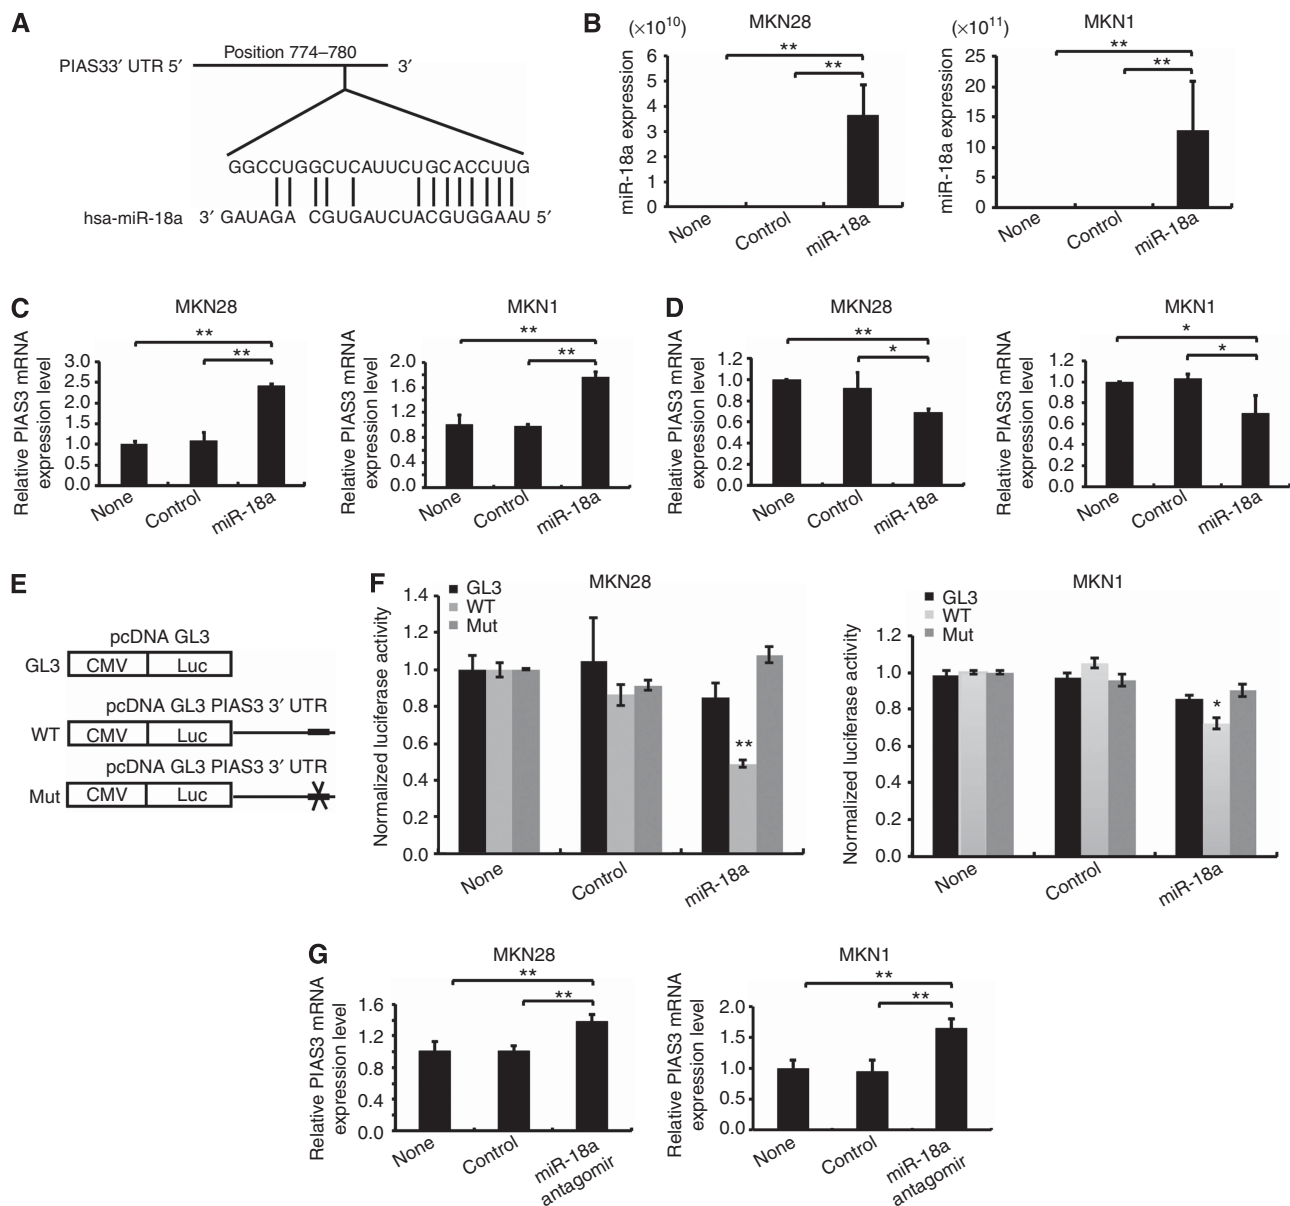 A
Position 774–780
PIAS33′ UTR 5′
3′
GGCCUGGCUCAUUCUGCACCUUG
hsa-miR-18a 3′ GAUAGA CGUGAUCUACGUGGAAU 5′
B
(×10¹⁰)
MKN28
miR-18a expression
6
5
4
3
2
1
0
**
**
None
Control
miR-18a
(×10¹¹)
MKN1
miR-18a expression
25
20
15
10
5
0
**
**
None
Control
miR-18a
C
MKN28
Relative PIAS3 mRNA
expression level
3.0
2.5
2.0
1.5
1.0
0.5
0.0
**
**
None
Control
miR-18a
MKN1
Relative PIAS3 mRNA
expression level
2.0
1.6
1.2
0.8
0.4
0.0
**
**
None
Control
miR-18a
D
MKN28
Relative PIAS3 mRNA
expression level
1.2
1.0
0.8
0.6
0.4
0.2
0.0
**
*
None
Control
miR-18a
MKN1
Relative PIAS3 mRNA
expression level
1.2
1.0
0.8
0.6
0.4
0.2
0.0
*
*
None
Control
miR-18a
E
pcDNA GL3
GL3 CMV Luc
pcDNA GL3 PIAS3 3′ UTR
WT CMV Luc
pcDNA GL3 PIAS3 3′ UTR
Mut CMV Luc
F
MKN28
GL3
WT
Mut
Normalized luciferase activity
1.4
1.2
1.0
0.8
0.6
0.4
0.2
0.0
**
None
Control
miR-18a
MKN1
GL3
WT
Mut
Normalized luciferase activity
1.2
1.0
0.8
0.6
0.4
0.2
0.0
*
None
Control
miR-18a
G
MKN28
Relative PIAS3 mRNA
expression level
1.6
1.2
0.8
0.4
0.0
**
**
None
Control
miR-18a
antagomir
MKN1
Relative PIAS3 mRNA
expression level
2.0
1.5
1.0
0.5
0.0
**
**
None
Control
miR-18a
antagomir